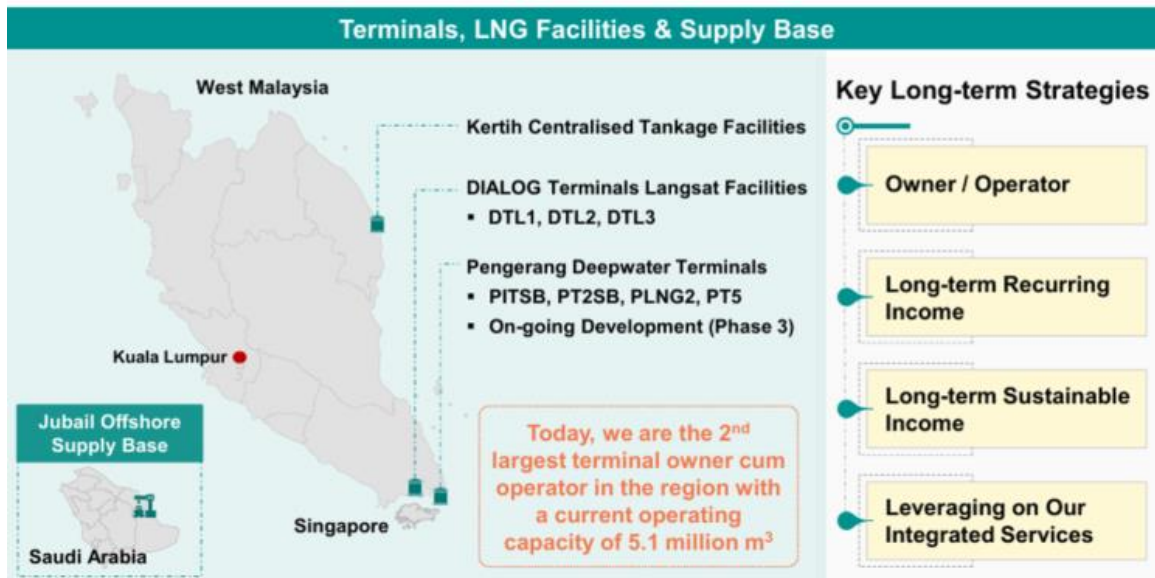 Terminals, LNG Facilities & Supply Base
West Malaysia
Kertih Centralised Tankage Facilities
DIALOG Terminals Langsat Facilities
▪ DTL1, DTL2, DTL3
Pengerang Deepwater Terminals
▪ PITSB, PT2SB, PLNG2, PT5
▪ On-going Development (Phase 3)
Kuala Lumpur
Jubail Offshore
Supply Base
Saudi Arabia
Singapore
Today, we are the 2nd
largest terminal owner cum
operator in the region with
a current operating
capacity of 5.1 million m³
Key Long-term Strategies
Owner / Operator
Long-term Recurring
Income
Long-term Sustainable
Income
Leveraging on Our
Integrated Services